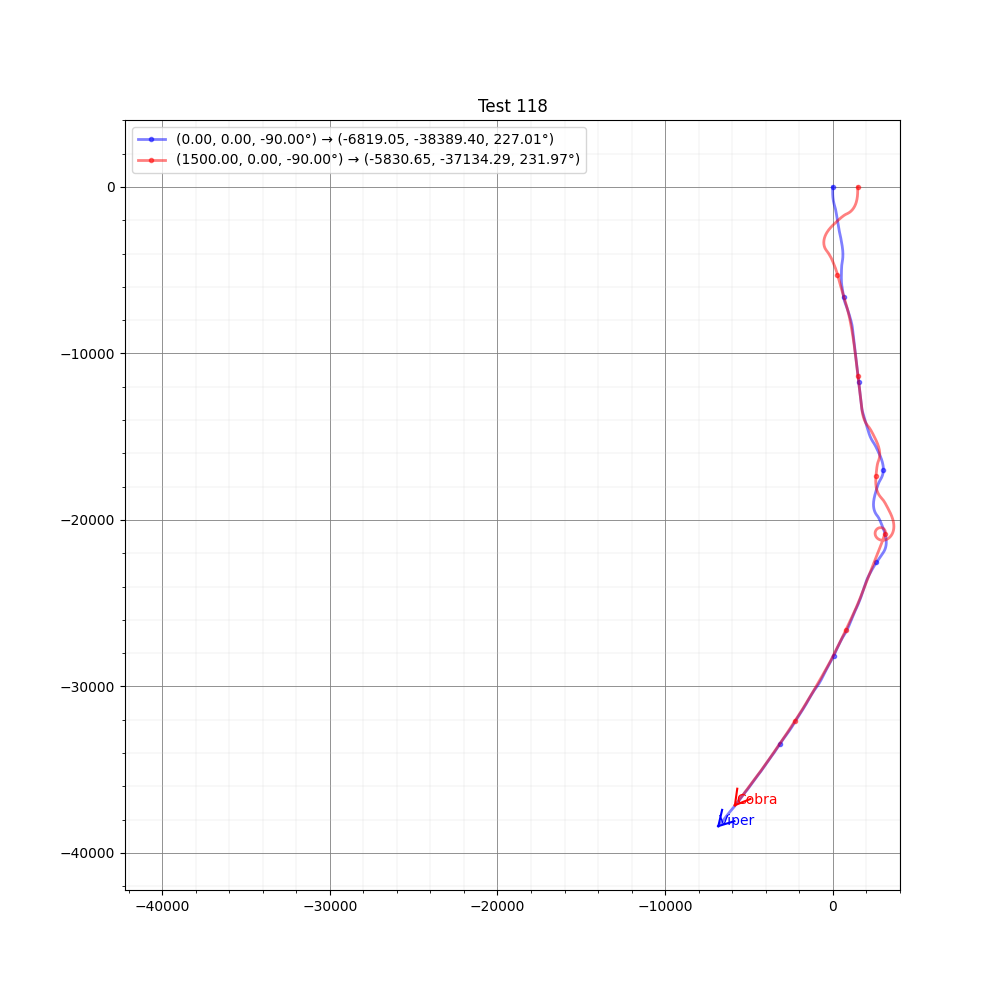 Test 118
(0.00, 0.00, -90.00°) → (-6819.05, -38389.40, 227.01°)
(1500.00, 0.00, -90.00°) → (-5830.65, -37134.29, 231.97°)
0
−10000
−20000
−30000
−40000
Cobra
Viper
−40000 −30000 −20000 −10000 0